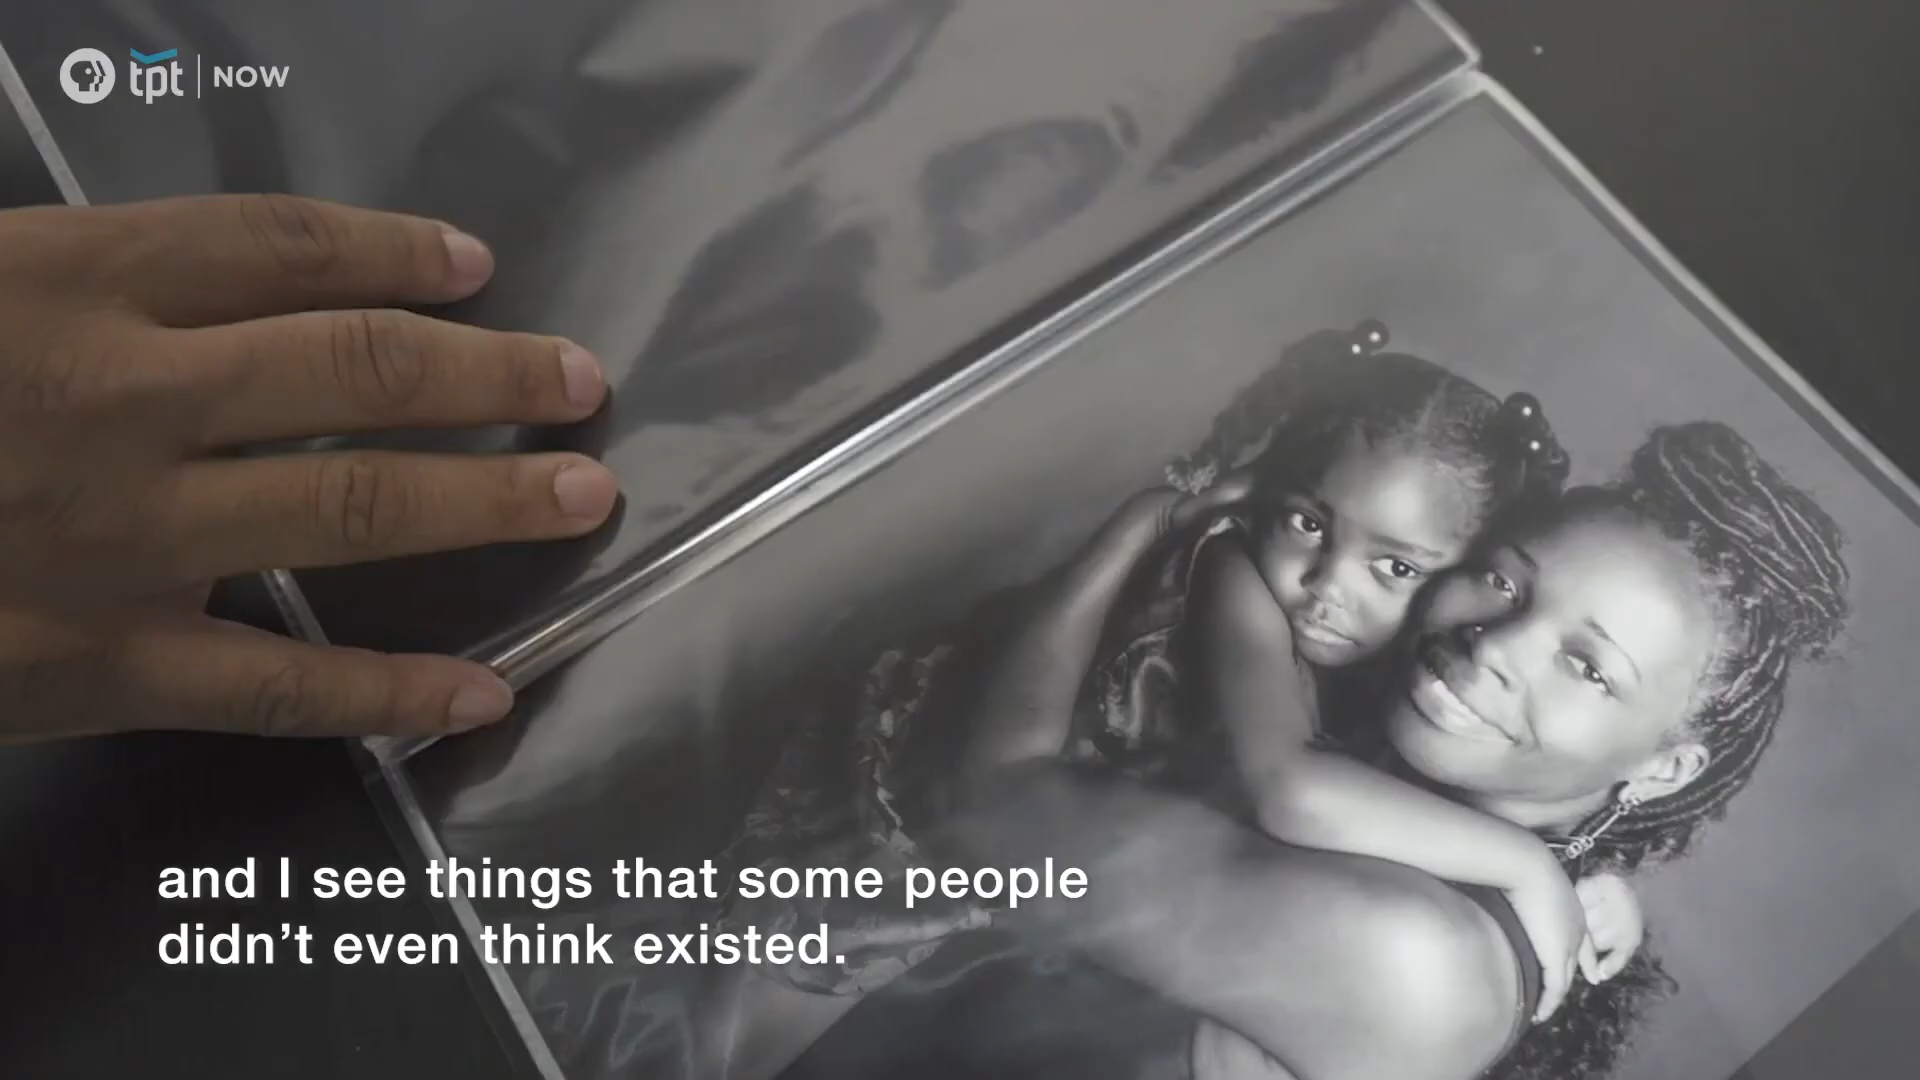 tpt | NOW
and I see things that some people
didn't even think existed.